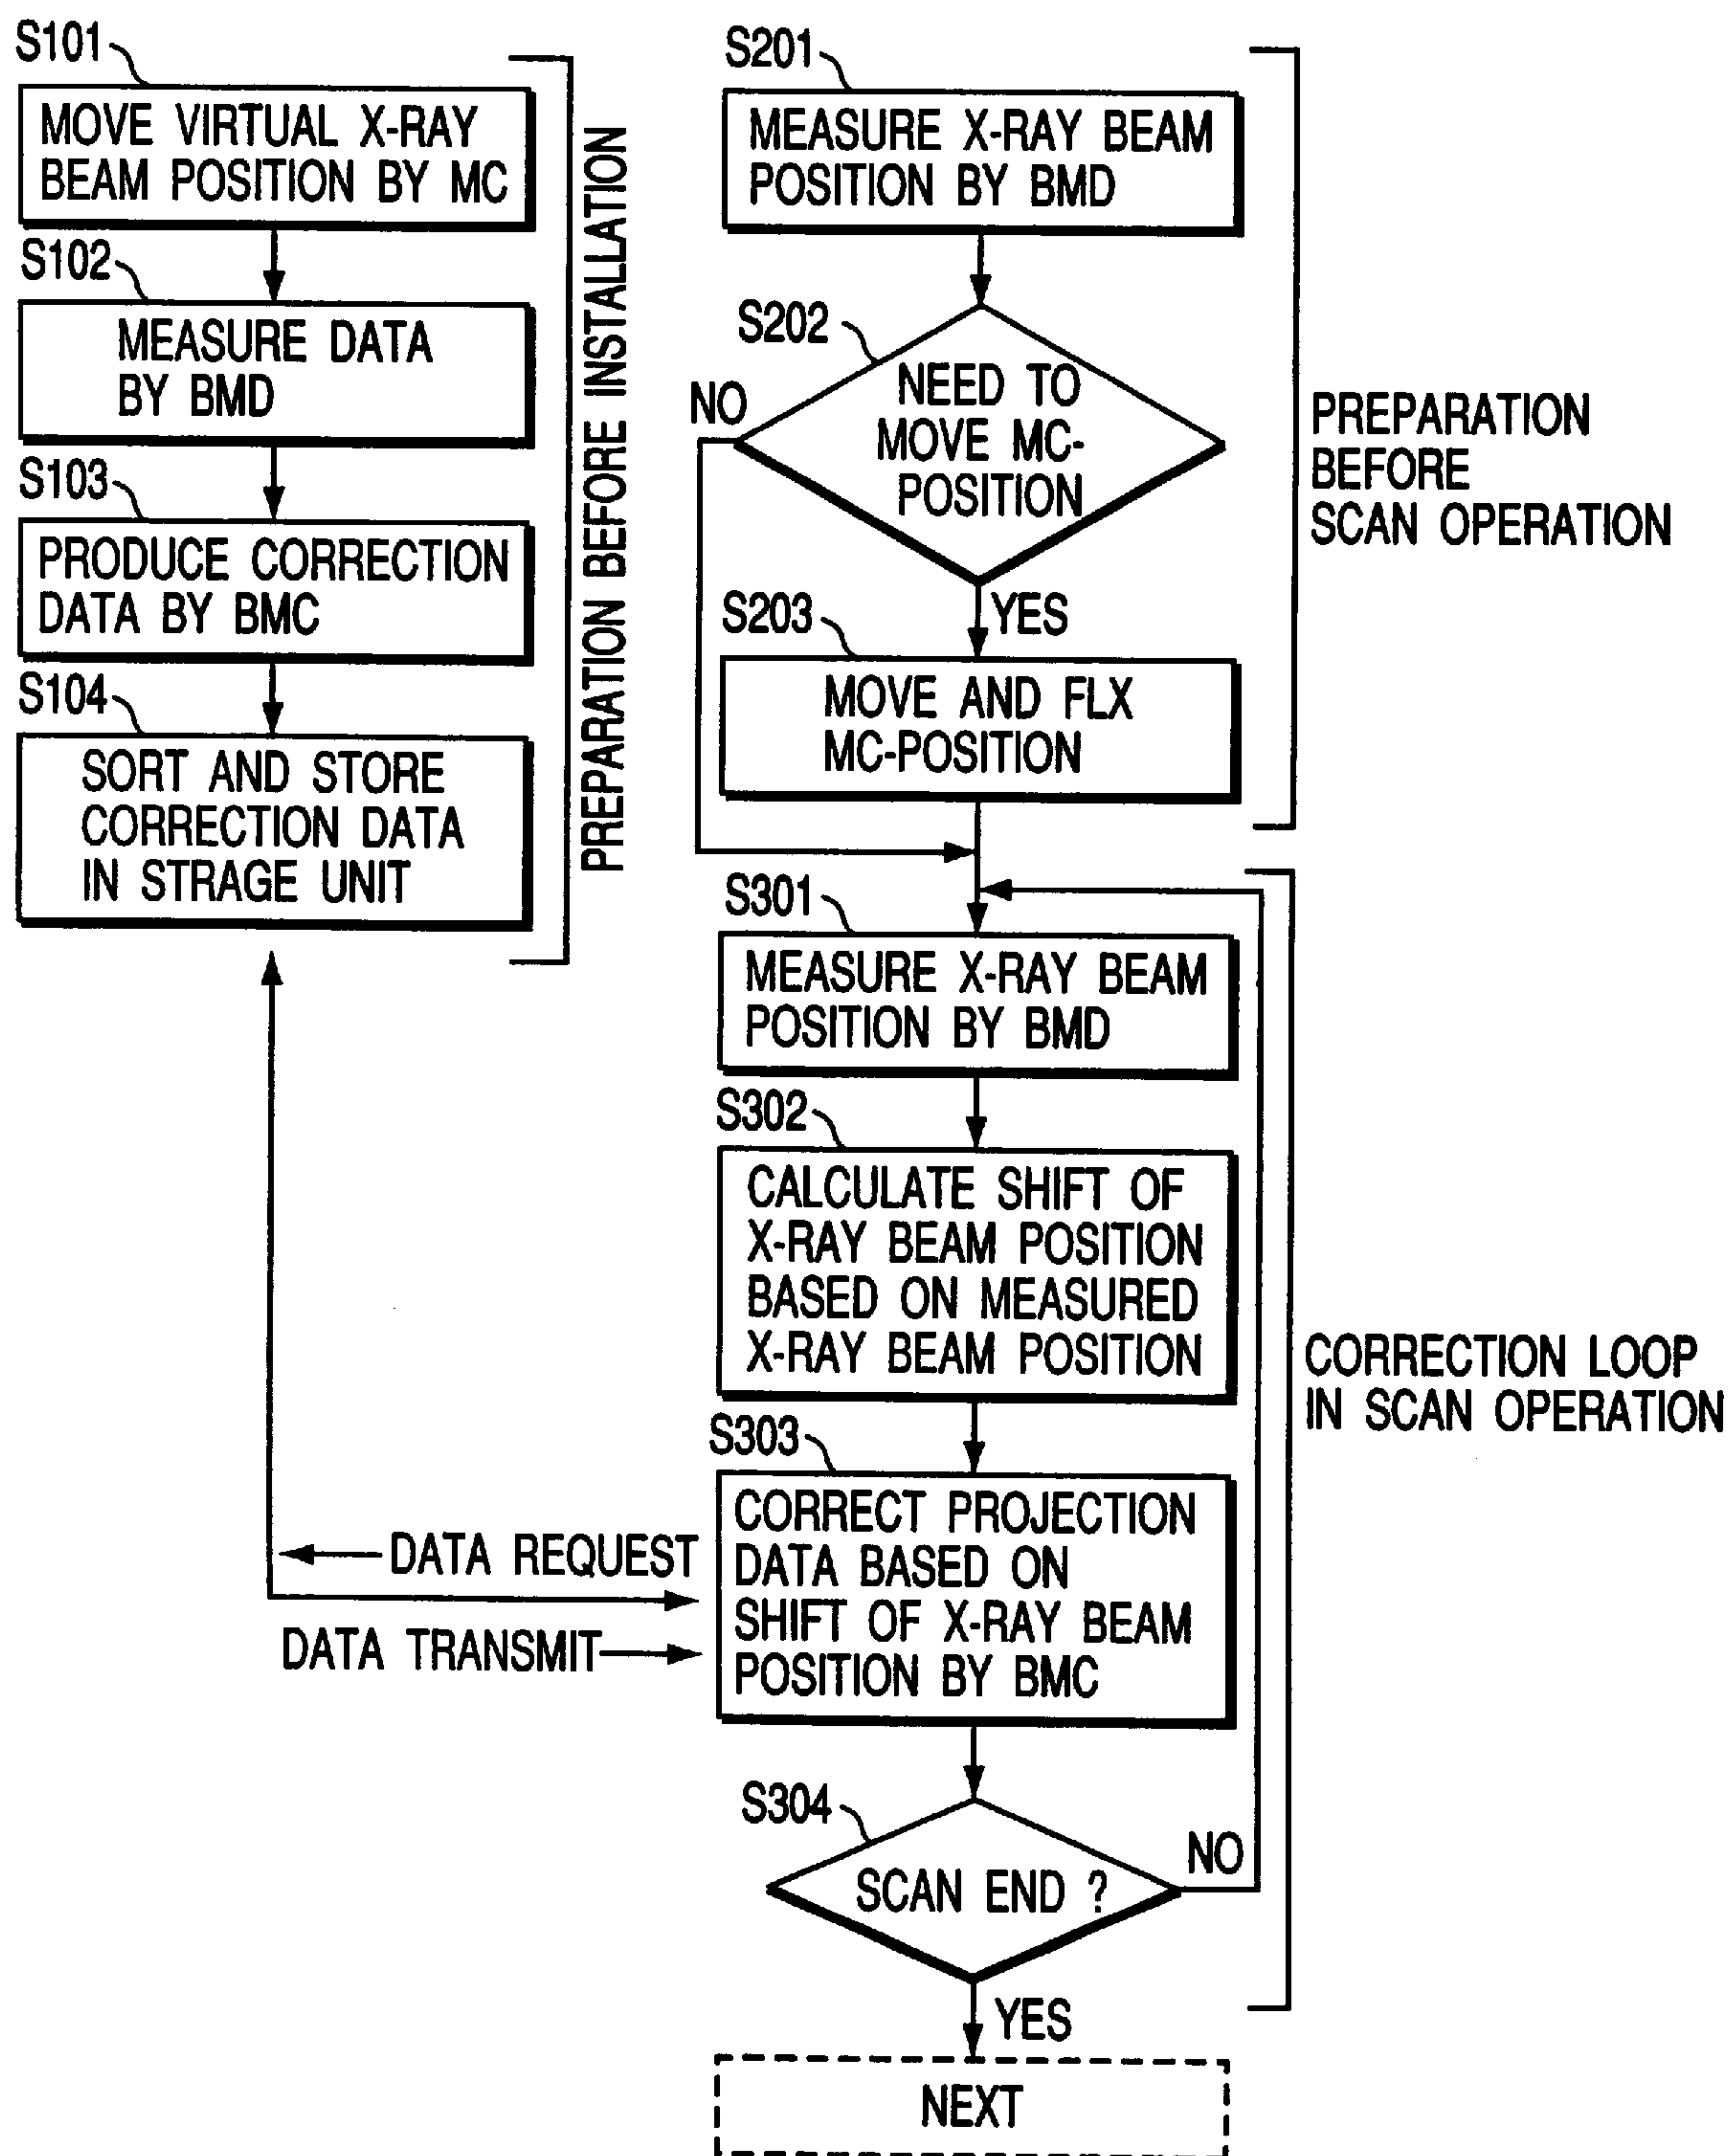 S101
MOVE VIRTUAL X-RAY
BEAM POSITION BY MC
S102
MEASURE DATA
BY BMD
S103
PRODUCE CORRECTION
DATA BY BMC
S104
SORT AND STORE
CORRECTION DATA
IN STRAGE UNIT
PREPARATION BEFORE INSTALLATION
S201
MEASURE X-RAY BEAM
POSITION BY BMD
S202
NEED TO
MOVE MC-
POSITION
NO
YES
S203
MOVE AND FLX
MC-POSITION
PREPARATION
BEFORE
SCAN OPERATION
S301
MEASURE X-RAY BEAM
POSITION BY BMD
S302
CALCULATE SHIFT OF
X-RAY BEAM POSITION
BASED ON MEASURED
X-RAY BEAM POSITION
S303
CORRECT PROJECTION
DATA BASED ON
SHIFT OF X-RAY BEAM
POSITION BY BMC
DATA REQUEST
DATA TRANSMIT
S304
SCAN END ?
NO
YES
CORRECTION LOOP
IN SCAN OPERATION
NEXT